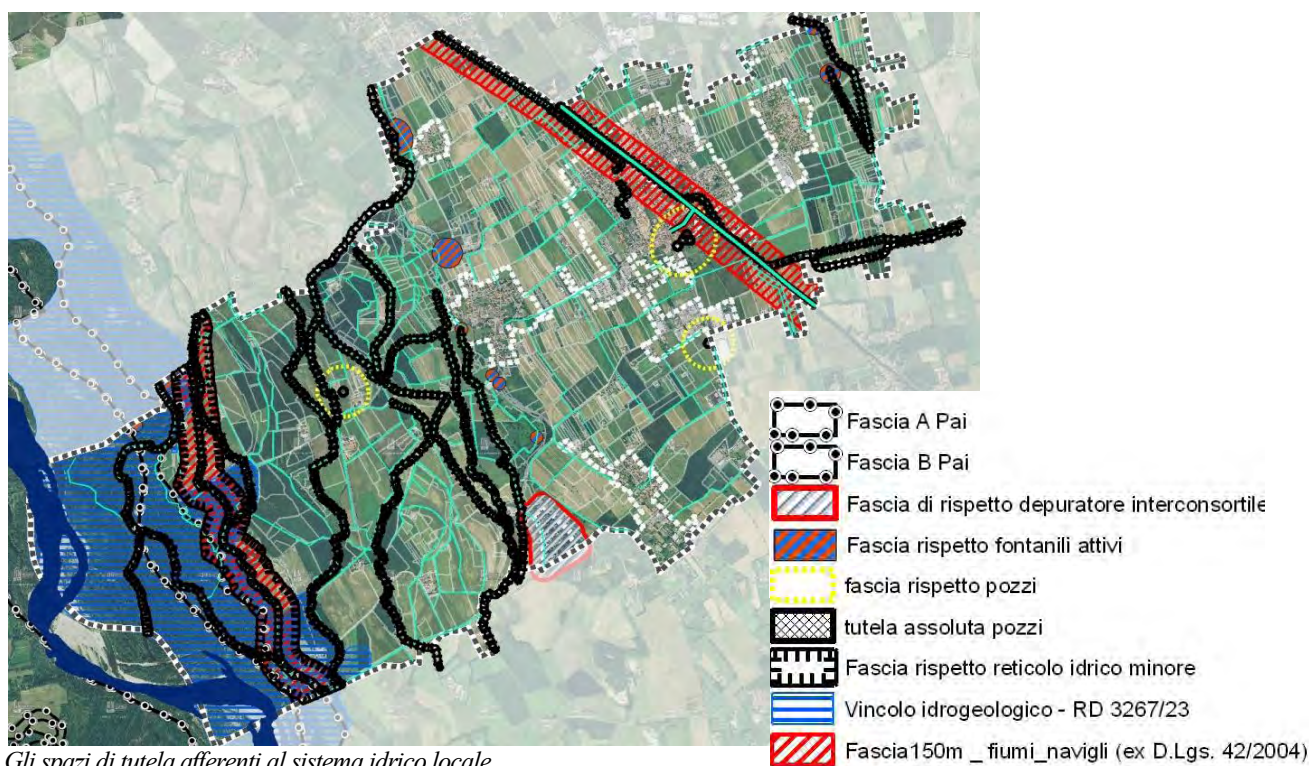 Fascia A Pai
Fascia B Pai
Fascia di rispetto depuratore interconsortile
Fascia rispetto fontanili attivi
fascia rispetto pozzi
tutela assoluta pozzi
Fascia rispetto reticolo idrico minore
Vincolo idrogeologico - RD 3267/23
Fascia150m _ fiumi_navigli (ex D.Lgs. 42/2004)
Gli spazi di tutela afferenti al sistema idrico locale